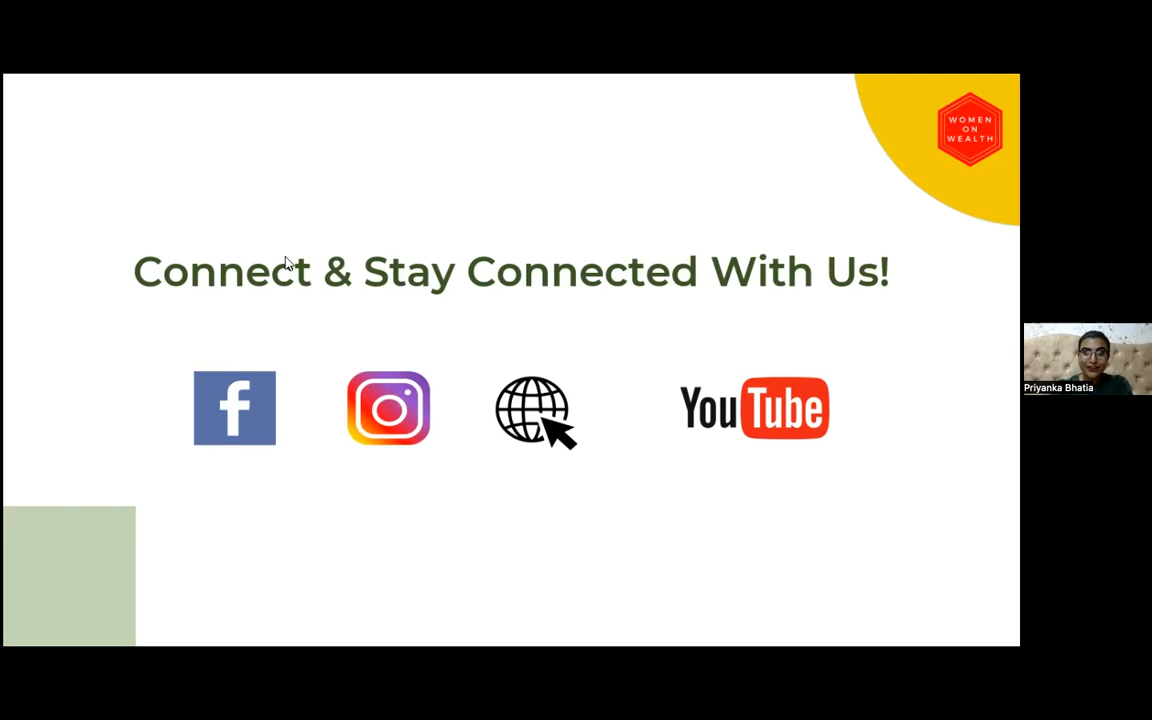 WOMEN
ON
WEALTH
Connect & Stay Connected With Us!
f
YouTube
Priyanka Bhatia